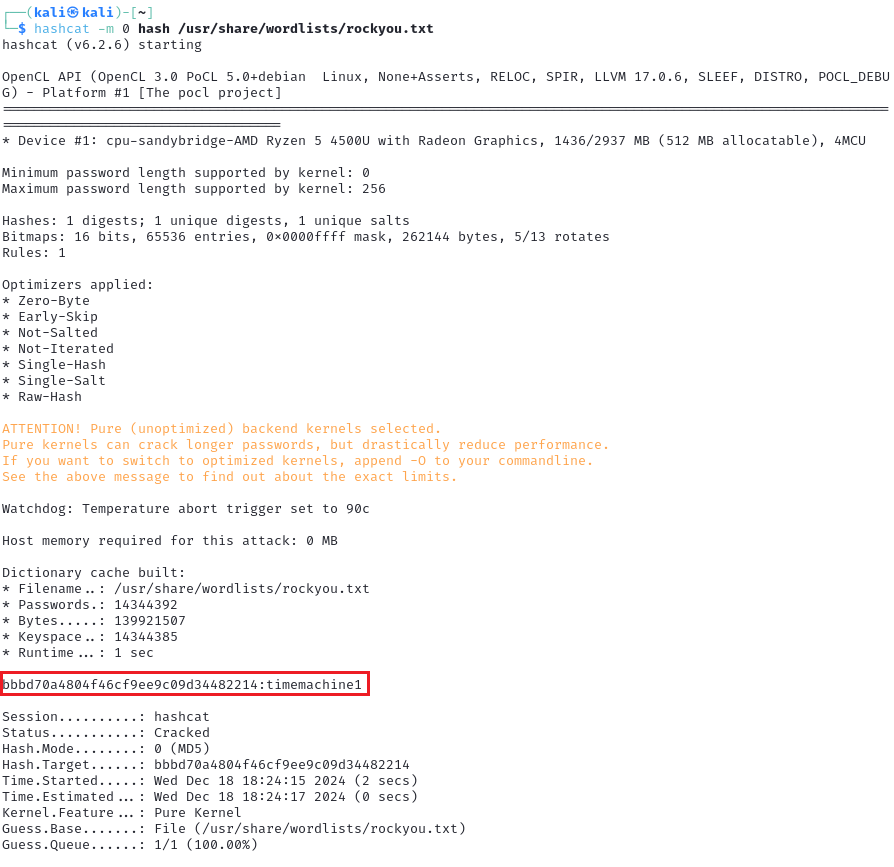 ┌──(kali㉿kali)-[~]
└─$ hashcat -m 0 hash /usr/share/wordlists/rockyou.txt
hashcat (v6.2.6) starting
OpenCL API (OpenCL 3.0 PoCL 5.0+debian  Linux, None+Asserts, RELOC, SPIR, LLVM 17.0.6, SLEEF, DISTRO, POCL_DEBU
G) - Platform #1 [The pocl project]
* Device #1: cpu-sandybridge-AMD Ryzen 5 4500U with Radeon Graphics, 1436/2937 MB (512 MB allocatable), 4MCU
Minimum password length supported by kernel: 0
Maximum password length supported by kernel: 256
Hashes: 1 digests; 1 unique digests, 1 unique salts
Bitmaps: 16 bits, 65536 entries, 0x0000ffff mask, 262144 bytes, 5/13 rotates
Rules: 1
Optimizers applied:
* Zero-Byte
* Early-Skip
* Not-Salted
* Not-Iterated
* Single-Hash
* Single-Salt
* Raw-Hash
ATTENTION! Pure (unoptimized) backend kernels selected.
Pure kernels can crack longer passwords, but drastically reduce performance.
If you want to switch to optimized kernels, append -O to your commandline.
See the above message to find out about the exact limits.
Watchdog: Temperature abort trigger set to 90c
Host memory required for this attack: 0 MB
Dictionary cache built:
* Filename..: /usr/share/wordlists/rockyou.txt
* Passwords.: 14344392
* Bytes.....: 139921507
* Keyspace..: 14344385
* Runtime...: 1 sec
bbbd70a4804f46cf9ee9c09d34482214:timemachine1
Session..........: hashcat
Status...........: Cracked
Hash.Mode........: 0 (MD5)
Hash.Target......: bbbd70a4804f46cf9ee9c09d34482214
Time.Started.....: Wed Dec 18 18:24:15 2024 (2 secs)
Time.Estimated...: Wed Dec 18 18:24:17 2024 (0 secs)
Kernel.Feature...: Pure Kernel
Guess.Base.......: File (/usr/share/wordlists/rockyou.txt)
Guess.Queue......: 1/1 (100.00%)